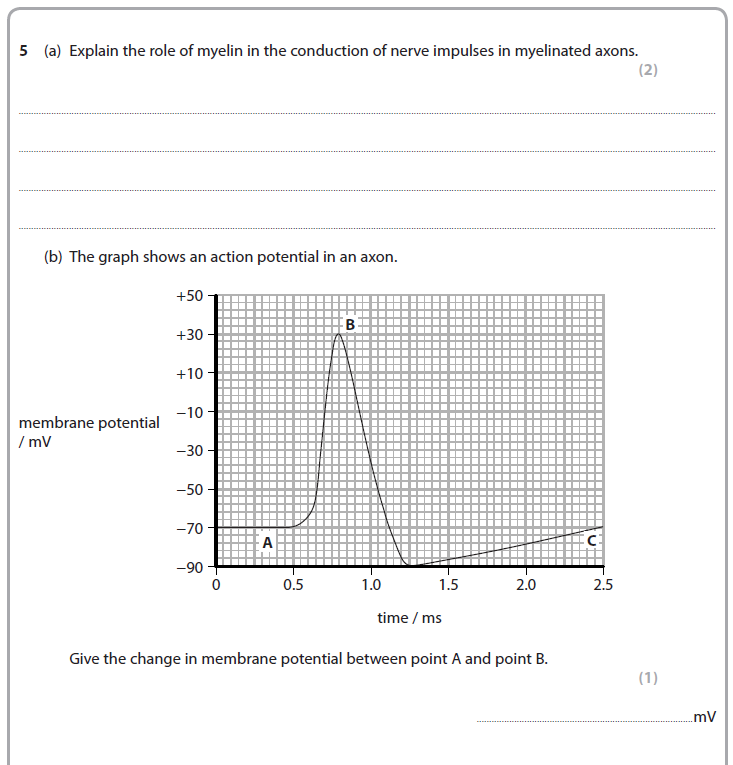 5 (a) Explain the role of myelin in the conduction of nerve impulses in myelinated axons.
(2)
(b) The graph shows an action potential in an axon.
+50
B
+30
+10
membrane potential
/ mV
−10
−30
−50
−70
A
C
−90
0 0.5 1.0 1.5 2.0 2.5
time / ms
Give the change in membrane potential between point A and point B.
(1)
mV